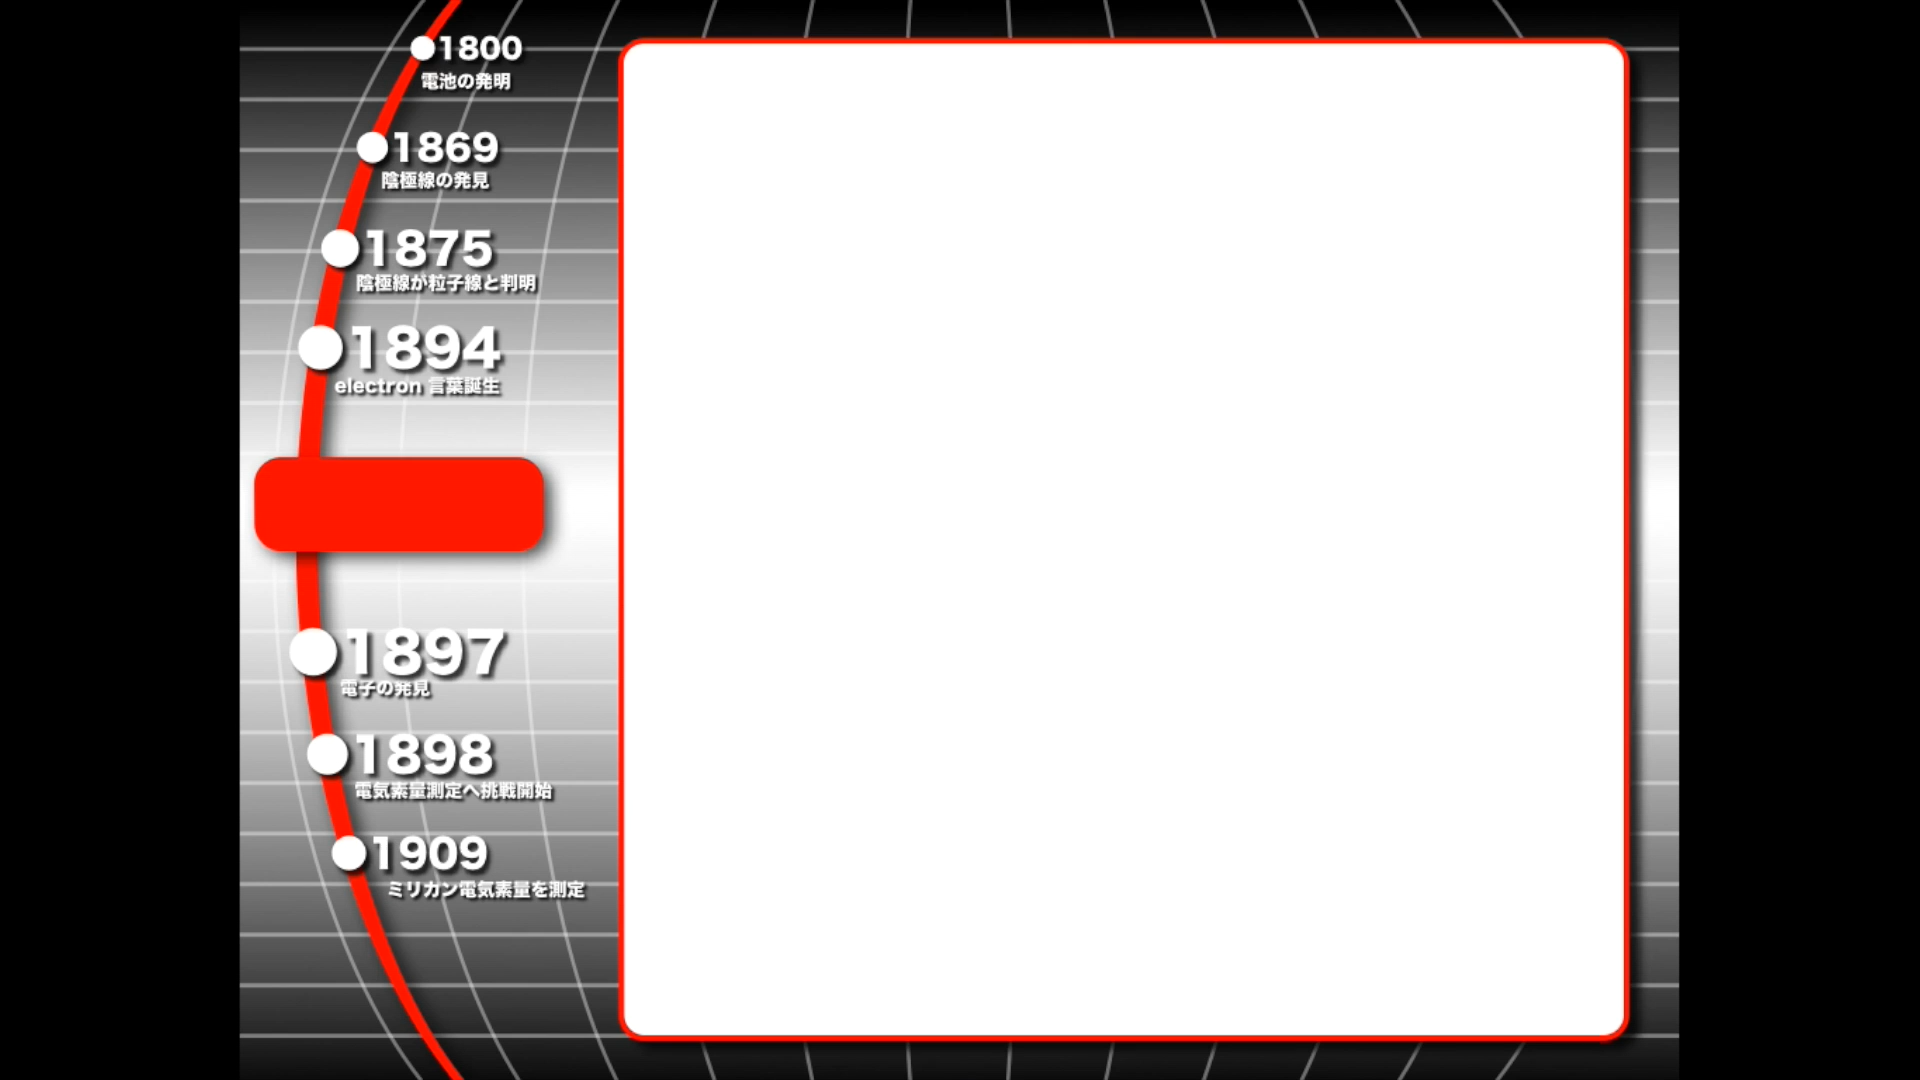 1800
電池の発明
1869
陰極線の発見
1875
陰極線が粒子線と判明
1894
electron 言葉誕生
1897
電子の発見
1898
電気素量測定へ挑戦開始
1909
ミリカン電気素量を測定